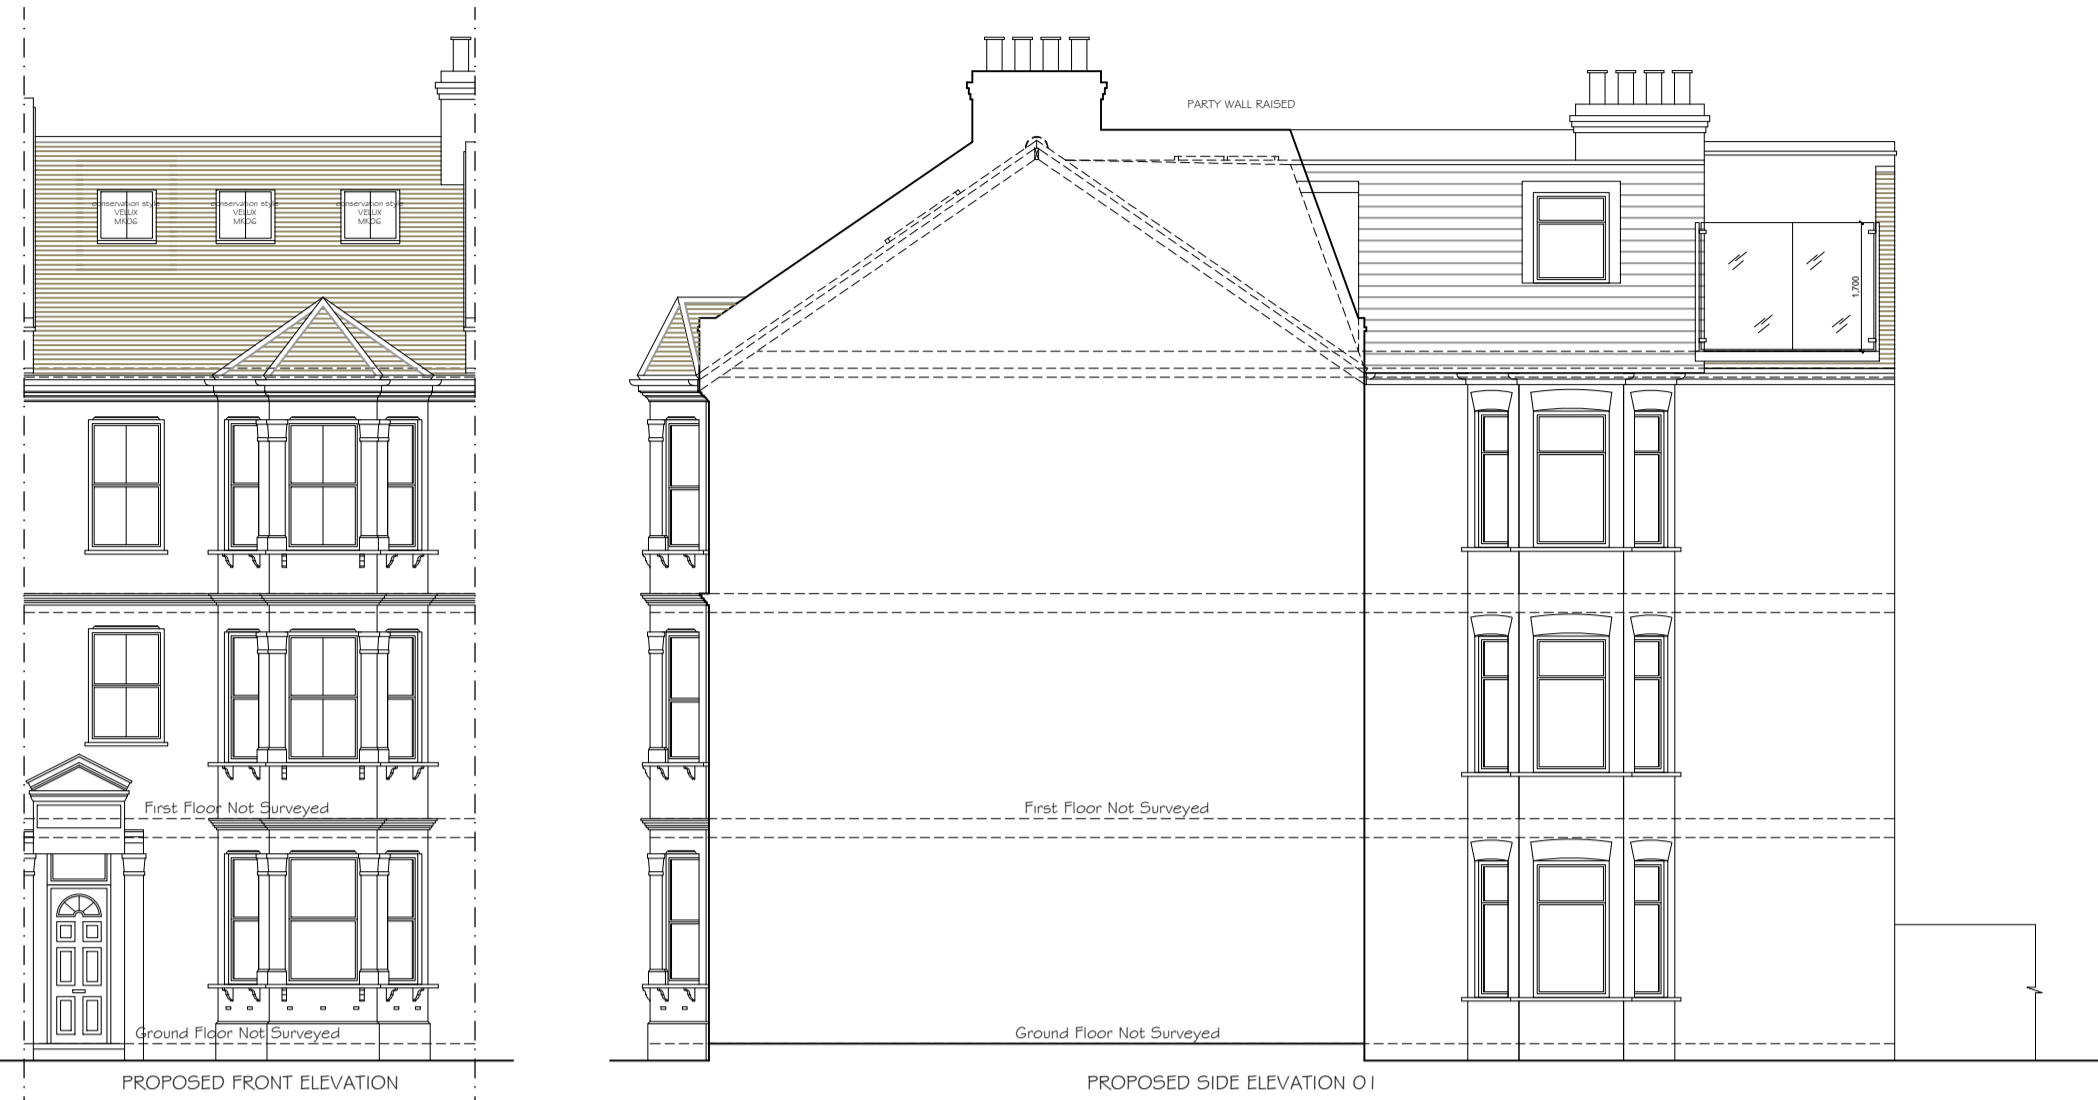 PARTY WALL RAISED
conservation style
VELUX
MK06
conservation style
VELUX
MK06
conservation style
VELUX
MK06
1,700
First Floor Not Surveyed
First Floor Not Surveyed
Ground Floor Not Surveyed
Ground Floor Not Surveyed
PROPOSED FRONT ELEVATION
PROPOSED SIDE ELEVATION 01